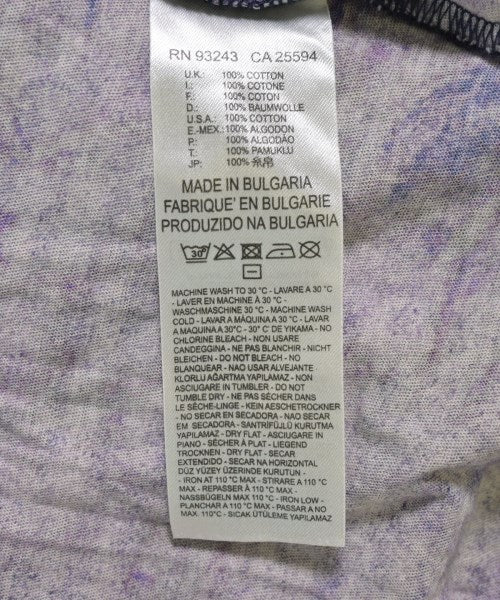 RN 93243 CA 25594
U.K.: 100% COTTON
I.: 100% COTONE
F.: 100% COTON
D.: 100% BAUMWOLLE
U.S.A.: 100% COTTON
E.-MEX.: 100% ALGODON
P.: 100% ALGODÃO
T.: 100% PAMUKLU
JP: 100% 綿
MADE IN BULGARIA
FABRIQUE' EN BULGARIE
PRODUZIDO NA BULGARIA
30°
MACHINE WASH TO 30 °C - LAVARE A 30 °C
- LAVER EN MACHINE À 30 °C -
WASCHMASCHINE 30 °C - MACHINE WASH
COLD - LAVAR A MÁQUINA A 30 °C - LAVAR
A MAQUINA A 30°C - 30° C' DE YIKAMA - NO
CHLORINE BLEACH - NON USARE
CANDEGGINA - NE PAS BLANCHIR - NICHT
BLEICHEN - DO NOT BLEACH - NO
BLANQUEAR - NAO USAR ALVEJANTE
KLORLU AĞARTMA YAPILAMAZ - NON
ASCIUGARE IN TUMBLER - DO NOT
TUMBLE DRY - NE PAS SÉCHER DANS
LE SÈCHE-LINGE - KEIN AESCHETROCKNER
- NO SECAR EN SECADORA - NAO SECAR
EM SECADORA - SANTRİFÜJLÜ KURUTMA
YAPILAMAZ - DRY FLAT - ASCIUGARE IN
PIANO - SÉCHER À PLAT - LIEGEND
TROCKNEN - DRY FLAT - SECAR
EXTENDIDO - SECAR NA HORIZONTAL
DÜZ YÜZEY ÜZERİNDE KURUTUN -
- IRON AT 110 °C MAX - STIRARE A 110 °C
MAX - REPASSER À 110 °C MAX -
NASSBÜGELN MAX 110 °C - IRON LOW -
PLANCHAR A 110 °C MAX - PASSAR A NO
MAX. 110°C - SICAK ÜTÜLEME YAPILAMAZ